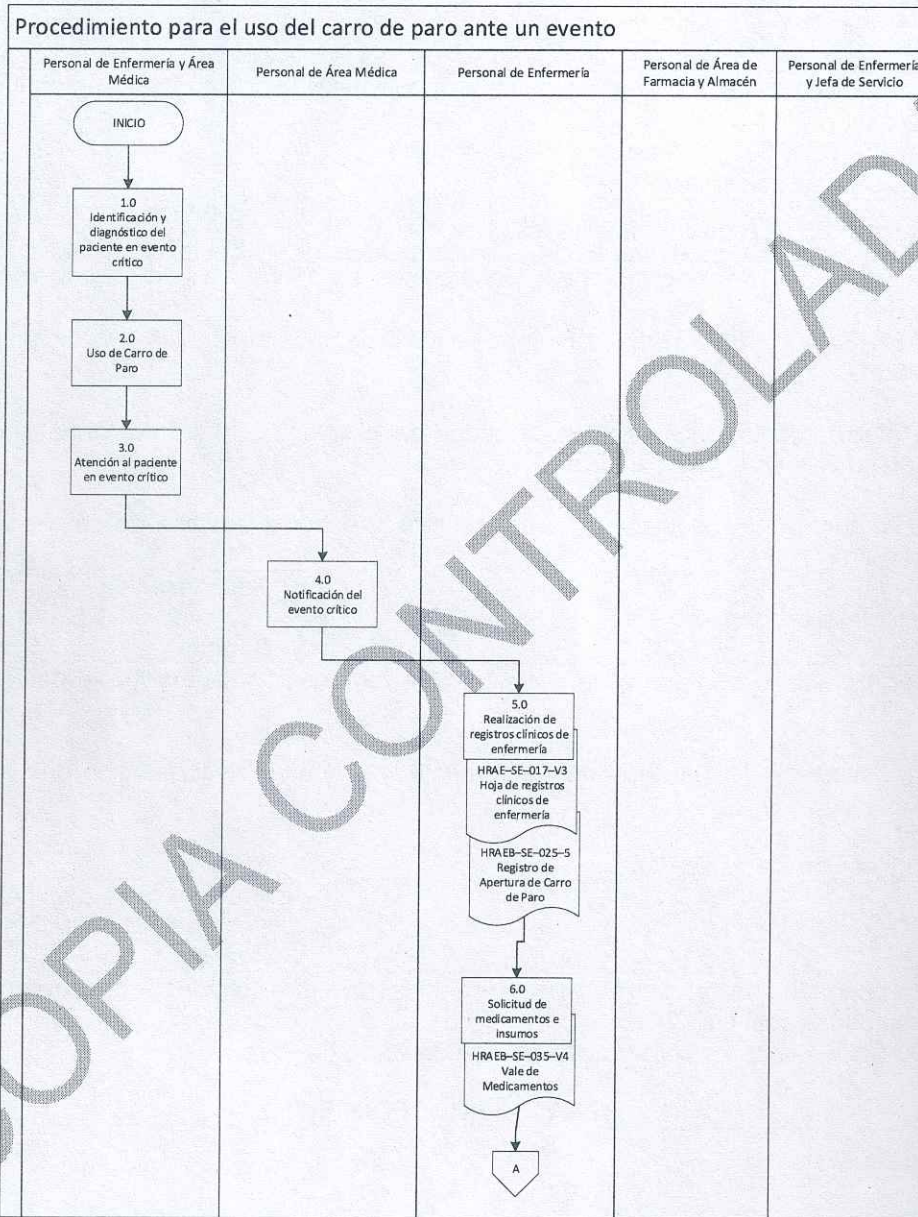 Procedimiento para el uso del carro de paro ante un evento
Personal de Enfermería y Área
Médica
Personal de Área Médica
Personal de Enfermería
Personal de Área de
Farmacia y Almacén
Personal de Enfermería
y Jefa de Servicio
INICIO
1.0
Identificación y
diagnóstico del
paciente en evento
crítico
2.0
Uso de Carro de
Paro
3.0
Atención al paciente
en evento crítico
4.0
Notificación del
evento crítico
5.0
Realización de
registros clínicos de
enfermería
HRAE–SE–017–V3
Hoja de registros
clínicos de
enfermería
HRAEB–SE–025–5
Registro de
Apertura de Carro
de Paro
6.0
Solicitud de
medicamentos e
insumos
HRAEB–SE–035–V4
Vale de
Medicamentos
A
COPIA CONTROLAD